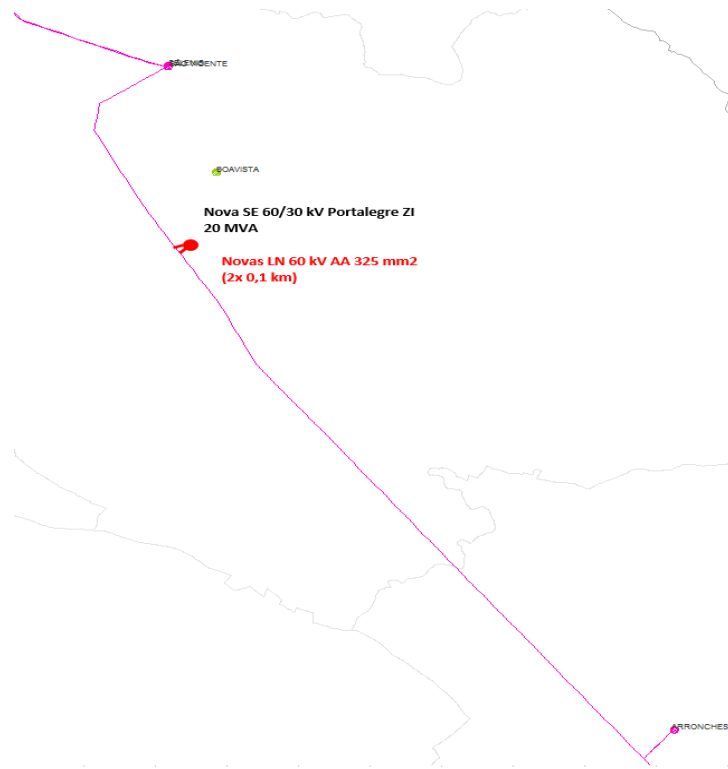 VICENTE
BOAVISTA
Nova SE 60/30 kV Portalegre ZI
20 MVA
Novas LN 60 kV AA 325 mm2
(2x 0,1 km)
ARRONCHES